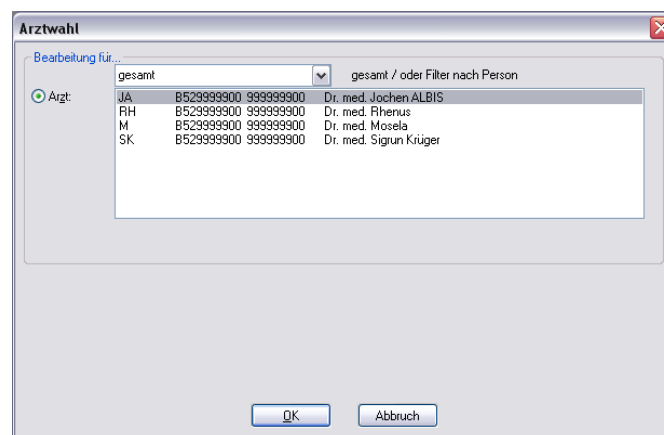 Arztwahl
Bearbeitung für...
gesamt gesamt / oder Filter nach Person
Arzt:
JA B529999900 999999900 Dr. med. Jochen ALBIS
RH B529999900 999999900 Dr. med. Rhenus
M B529999900 999999900 Dr. med. Mosela
SK B529999900 999999900 Dr. med. Sigrun Krüger
OK Abbruch